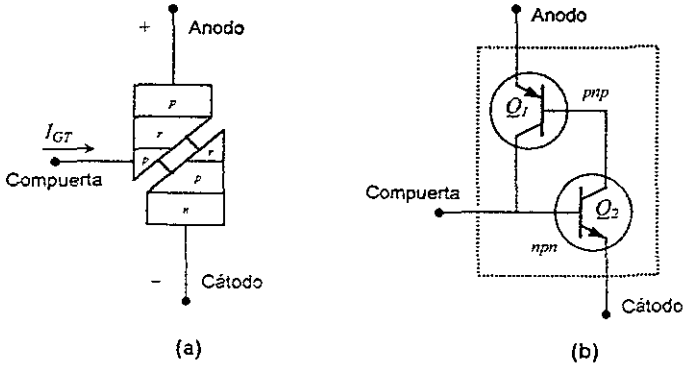 +
Anodo
p
r
I_GT
p
r
Compuerta
p
n
−
Cátodo
(a)
Anodo
Q1
pnp
Compuerta
Q2
npn
Cátodo
(b)